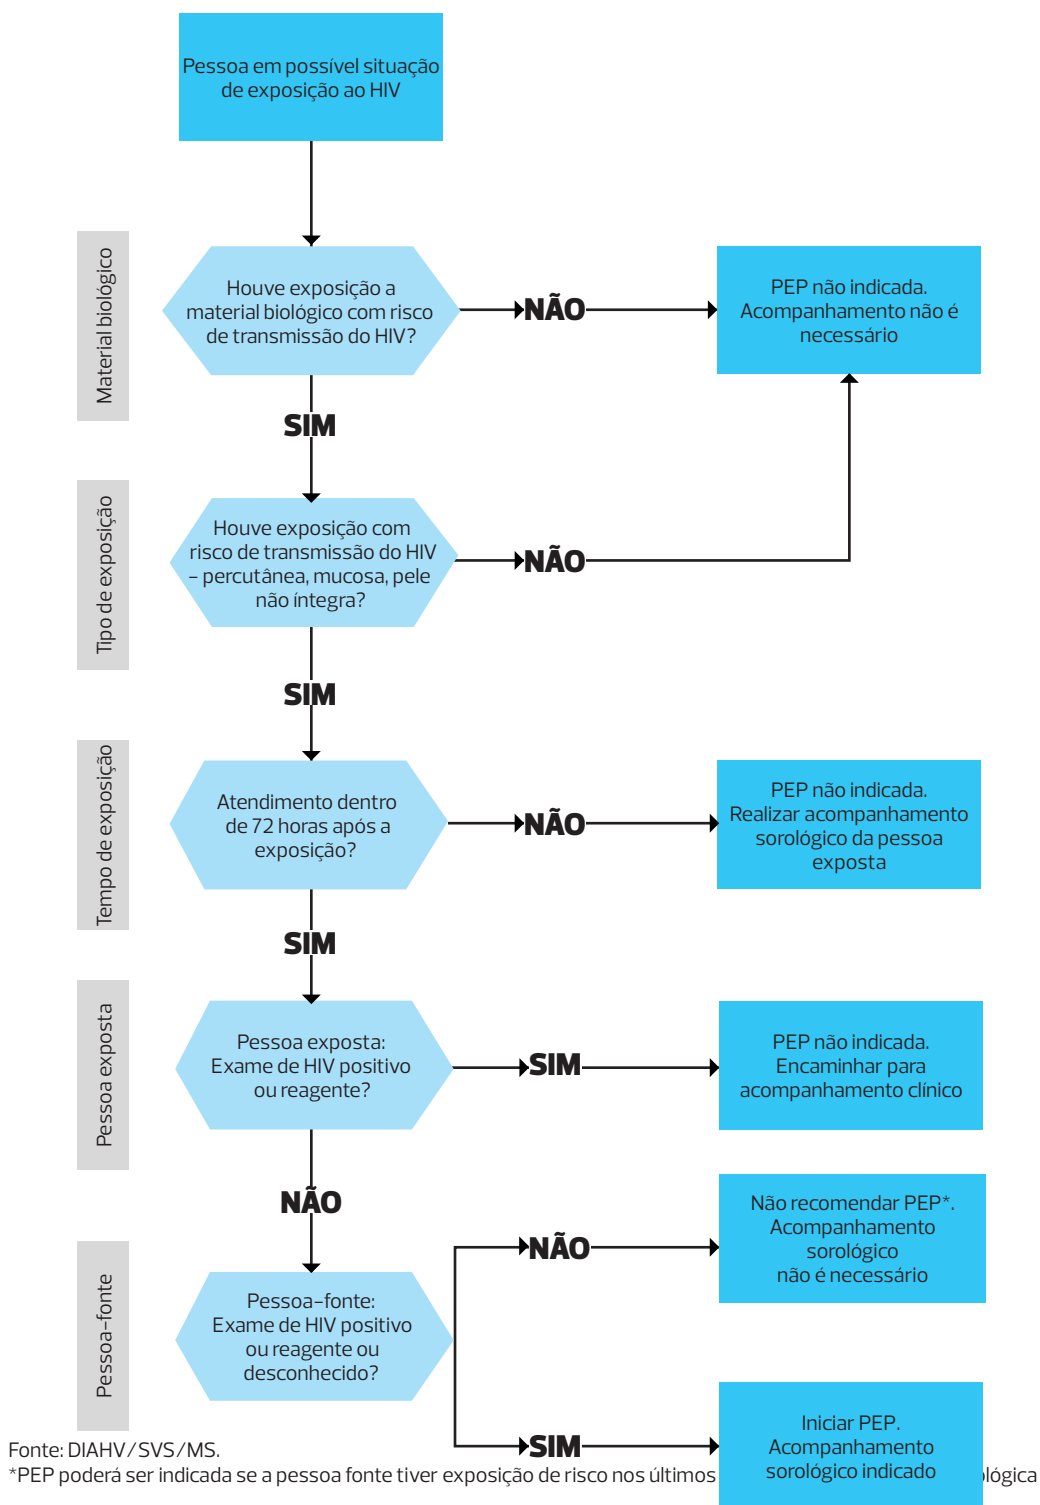 Pessoa em possível situação
de exposição ao HIV
Material biológico
Houve exposição a
material biológico com risco
de transmissão do HIV?
NÃO
PEP não indicada.
Acompanhamento não é
necessário
SIM
Tipo de exposição
Houve exposição com
risco de transmissão do HIV
- percutânea, mucosa, pele
não íntegra?
NÃO
SIM
Tempo de exposição
Atendimento dentro
de 72 horas após a
exposição?
NÃO
PEP não indicada.
Realizar acompanhamento
sorológico da pessoa
exposta
SIM
Pessoa exposta
Pessoa exposta:
Exame de HIV positivo
ou reagente?
SIM
PEP não indicada.
Encaminhar para
acompanhamento clínico
NÃO
Pessoa-fonte
Pessoa-fonte:
Exame de HIV positivo
ou reagente ou
desconhecido?
NÃO
Não recomendar PEP*.
Acompanhamento
sorológico
não é necessário
SIM
Iniciar PEP.
Acompanhamento
sorológico indicado
Fonte: DIAHV/SVS/MS.
*PEP poderá ser indicada se a pessoa fonte tiver exposição de risco nos últimos